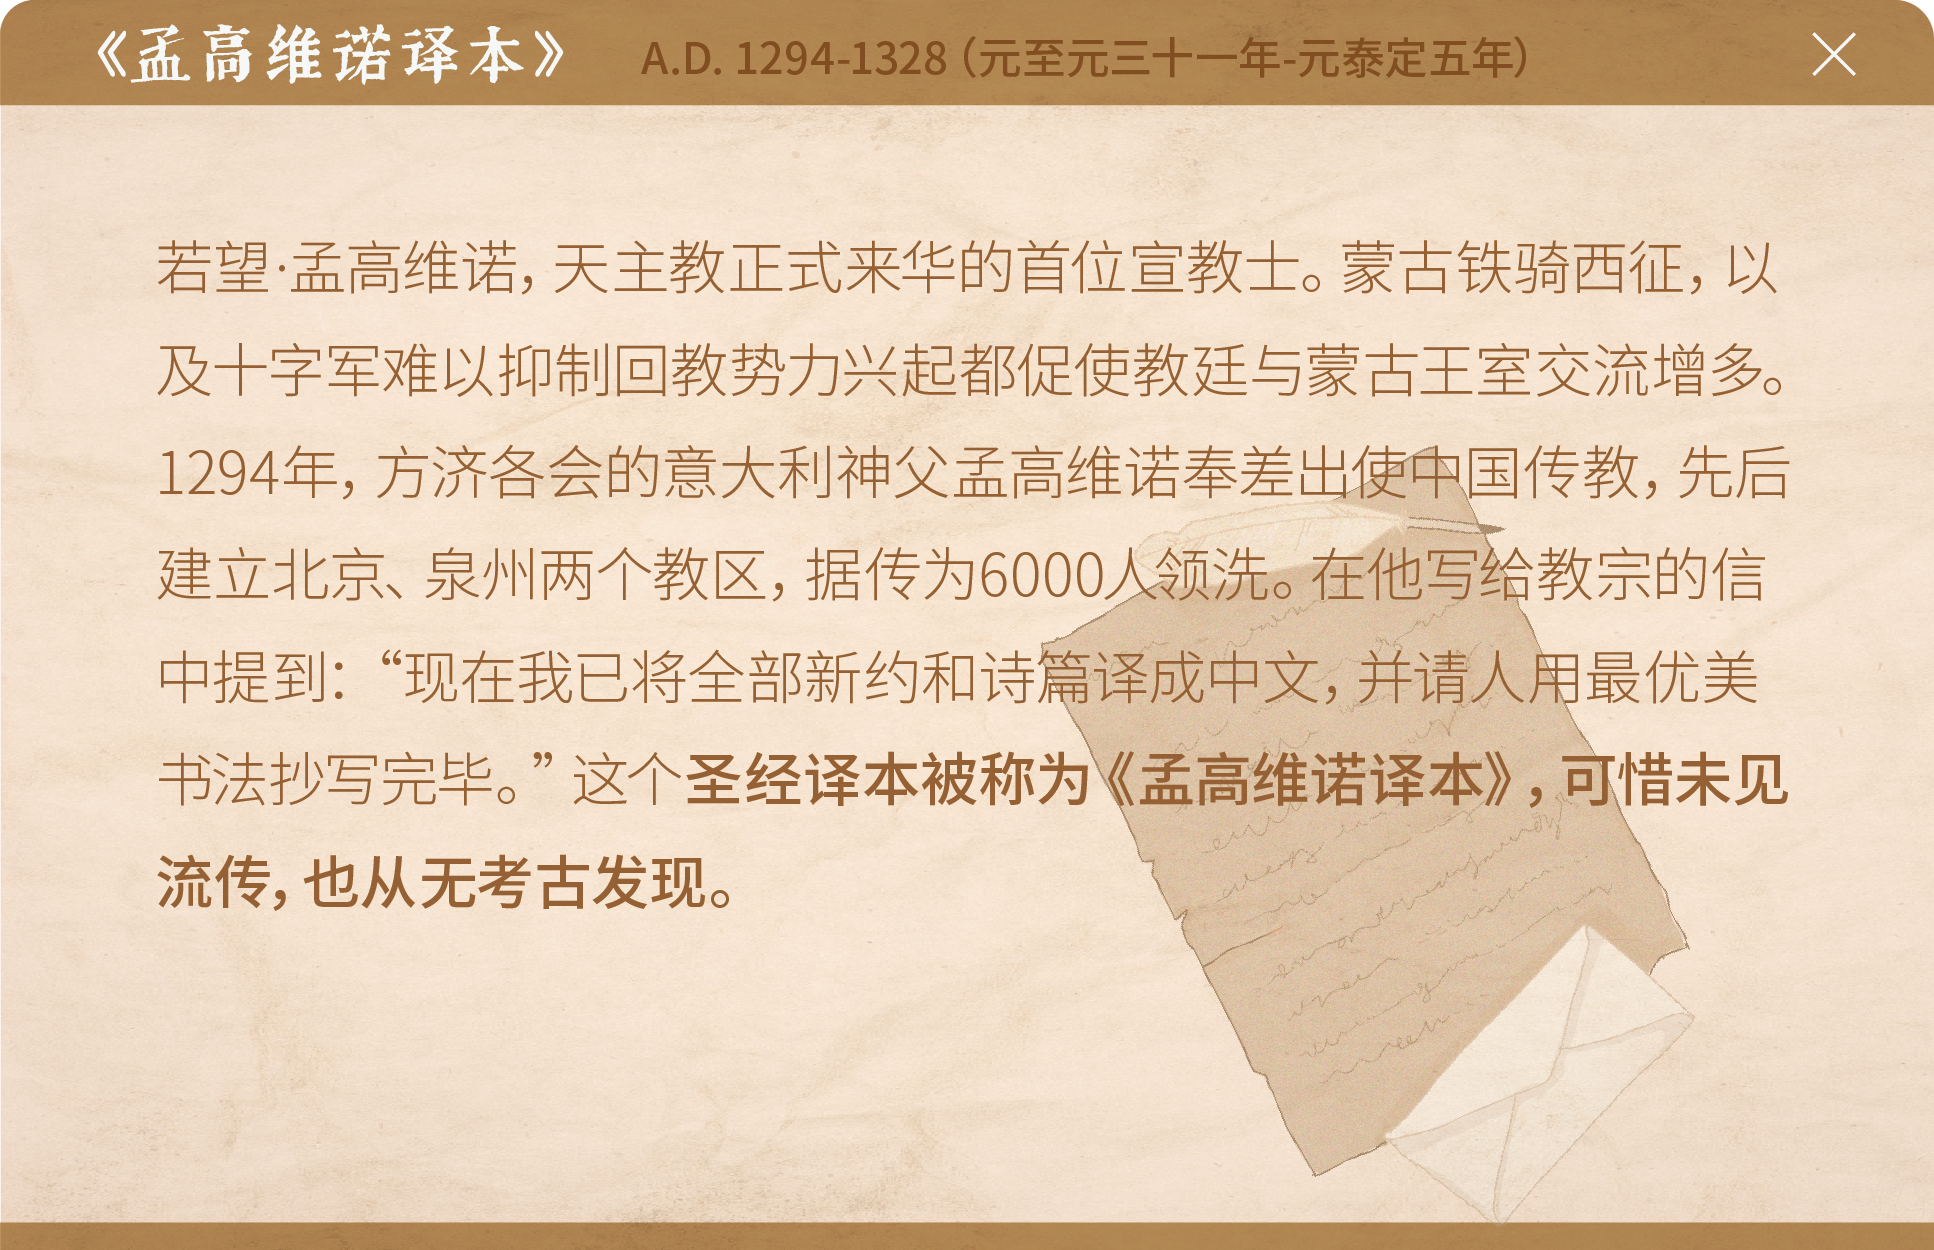 《孟高维诺译本》 A.D. 1294-1328（元至元三十一年-元泰定五年）
若望·孟高维诺，天主教正式来华的首位宣教士。蒙古铁骑西征，以
及十字军难以抑制回教势力兴起都促使教廷与蒙古王室交流增多。
1294年，方济各会的意大利神父孟高维诺奉差出使中国传教，先后
建立北京、泉州两个教区，据传为6000人领洗。在他写给教宗的信
中提到：“现在我已将全部新约和诗篇译成中文，并请人用最优美
书法抄写完毕。”这个圣经译本被称为《孟高维诺译本》，可惜未见
流传，也从无考古发现。